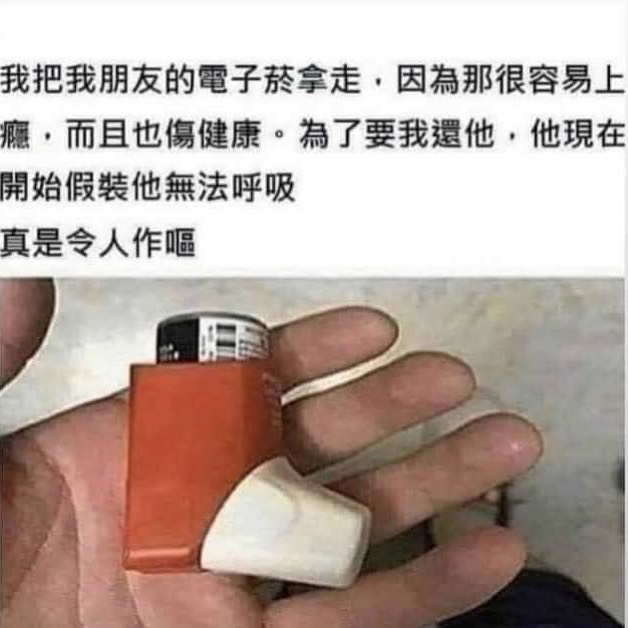 我把我朋友的電子菸拿走，因為那很容易上
癮，而且也傷健康。為了要我還他，他現在
開始假裝他無法呼吸
真是令人作嘔